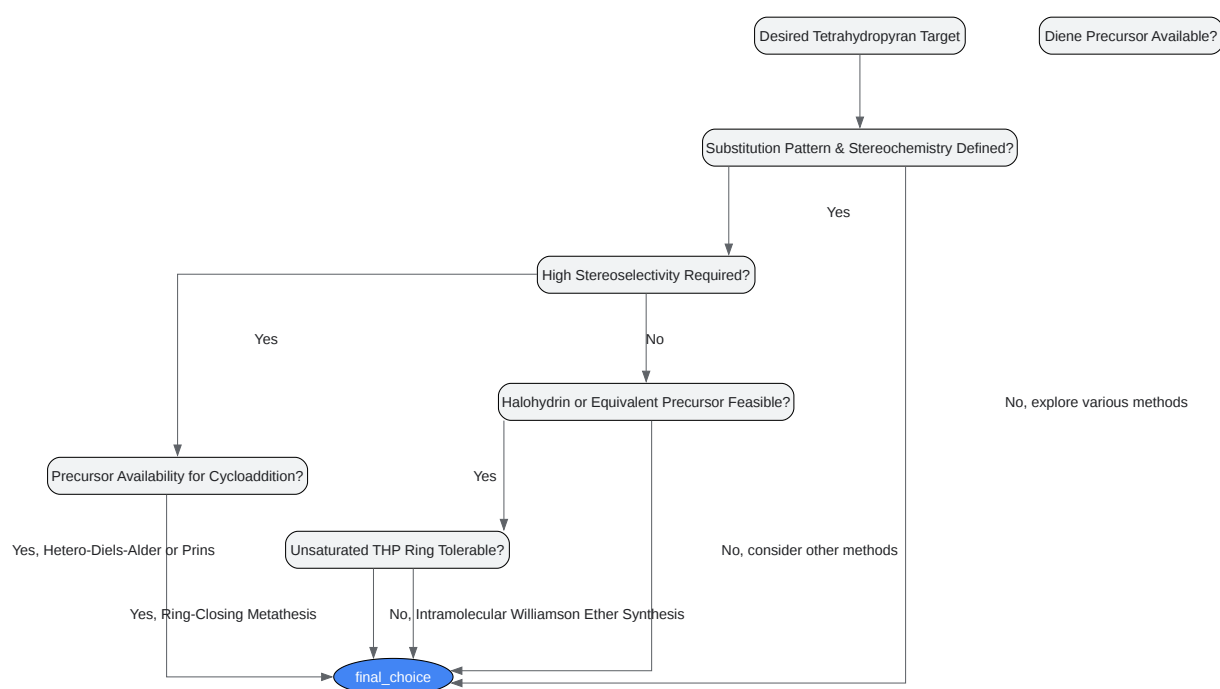 Desired Tetrahydropyran Target
Diene Precursor Available?
Substitution Pattern & Stereochemistry Defined?
Yes
High Stereoselectivity Required?
Yes
No
Halohydrin or Equivalent Precursor Feasible?
No, explore various methods
Precursor Availability for Cycloaddition?
Yes
Yes, Hetero-Diels-Alder or Prins
Unsaturated THP Ring Tolerable?
No, consider other methods
Yes, Ring-Closing Metathesis
No, Intramolecular Williamson Ether Synthesis
final_choice